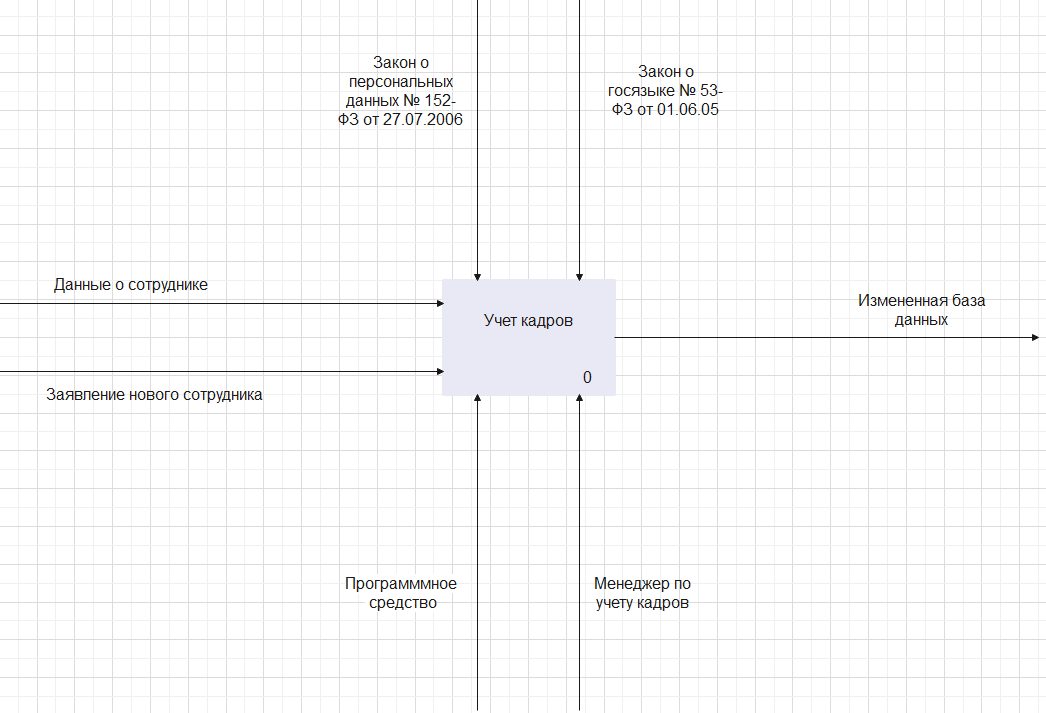 Закон о
персональных
данных № 152-
ФЗ от 27.07.2006
Закон о
госязыке № 53-
ФЗ от 01.06.05
Данные о сотруднике
Заявление нового сотрудника
Учет кадров
0
Измененная база
данных
Программмное
средство
Менеджер по
учету кадров